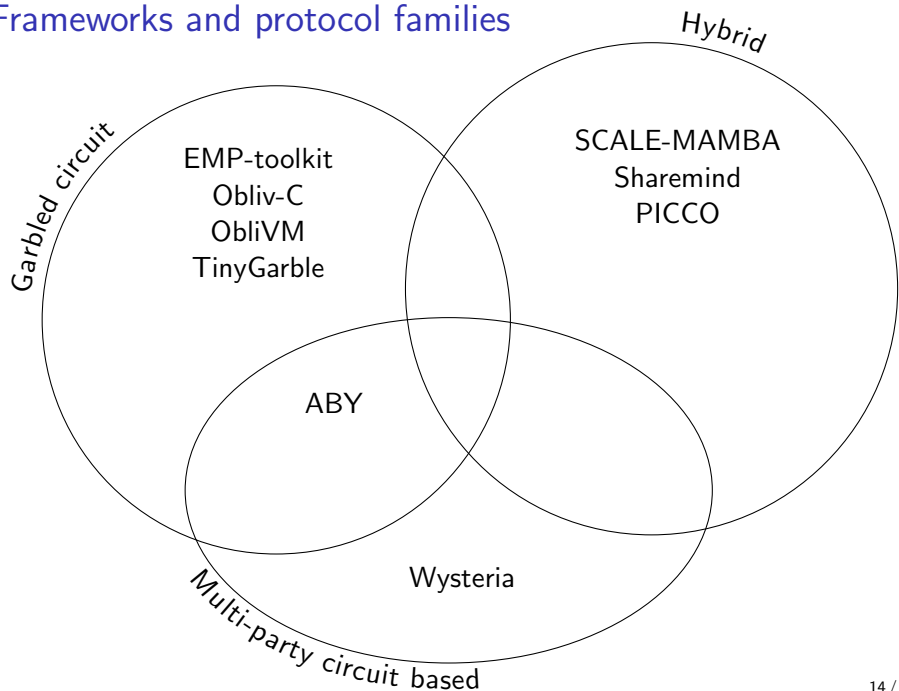 Frameworks and protocol families
Hybrid
Garbled circuit
EMP-toolkit
Obliv-C
ObliVM
TinyGarble
SCALE-MAMBA
Sharemind
PICCO
ABY
Wysteria
Multi-party circuit based
14 /